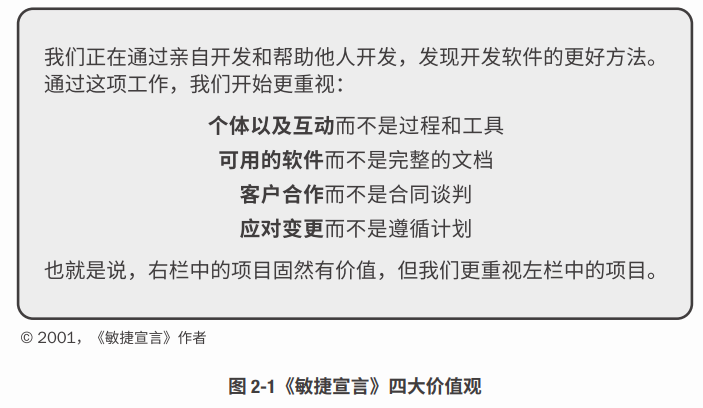 我们正在通过亲自开发和帮助他人开发，发现开发软件的更好方法。
通过这项工作，我们开始更重视：
个体以及互动而不是过程和工具
可用的软件而不是完整的文档
客户合作而不是合同谈判
应对变更而不是遵循计划
也就是说，右栏中的项目固然有价值，但我们更重视左栏中的项目。
© 2001，《敏捷宣言》作者
图 2-1《敏捷宣言》四大价值观